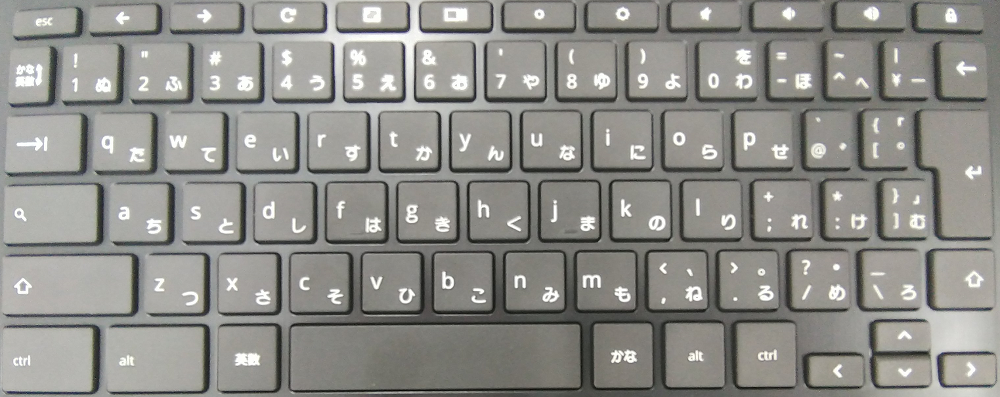 esc
かな 英数 ! 1 ぬ " 2 ふ # 3 あ $ 4 う % 5 え & 6 お ' 7 や ( 8 ゆ ) 9 よ を 0 わ = - ほ ~ ^ へ | ¥ ー
q た w て e い r す t か y ん u な i に o ら p せ ` @ ゛ { 「 [ ゜
a ち s と d し f は g き h く j ま k の l り + ; れ * : け } 」 ] む
z つ x さ c そ v ひ b こ n み m も < 、 , ね > 。 . る ? ・ / め _ \ ろ
ctrl alt 英数 かな alt ctrl